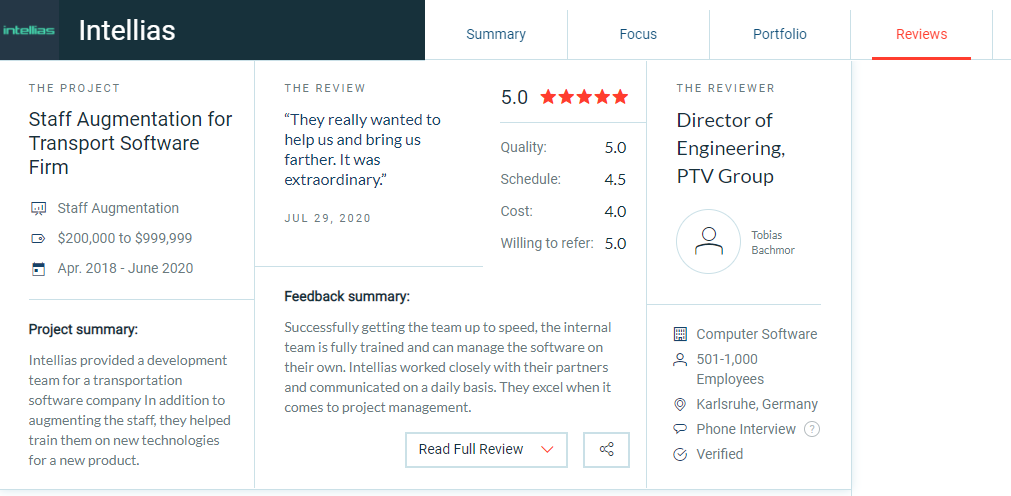 intellias
Intellias
Summary
Focus
Portfolio
Reviews
THE PROJECT
Staff Augmentation for
Transport Software
Firm
Staff Augmentation
$200,000 to $999,999
Apr. 2018 - June 2020
Project summary:
Intellias provided a development
team for a transportation
software company In addition to
augmenting the staff, they helped
train them on new technologies
for a new product.
THE REVIEW
“They really wanted to
help us and bring us
farther. It was
extraordinary.”
JUL 29, 2020
5.0
Quality: 5.0
Schedule: 4.5
Cost: 4.0
Willing to refer: 5.0
Feedback summary:
Successfully getting the team up to speed, the internal
team is fully trained and can manage the software on
their own. Intellias worked closely with their partners
and communicated on a daily basis. They excel when it
comes to project management.
Read Full Review
THE REVIEWER
Director of
Engineering,
PTV Group
Tobias
Bachmor
Computer Software
501-1,000
Employees
Karlsruhe, Germany
Phone Interview ?
Verified